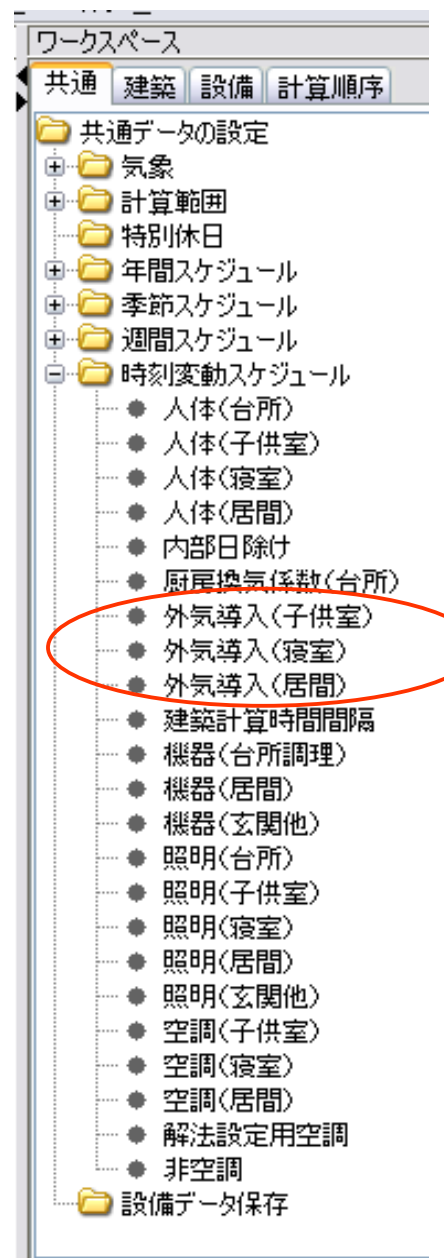 ワークスペース
共通 建築 設備 計算順序
共通データの設定
気象
計算範囲
特別休日
年間スケジュール
季節スケジュール
週間スケジュール
時刻変動スケジュール
人体(台所)
人体(子供室)
人体(寝室)
人体(居間)
内部日除け
厨房換気係数(台所)
外気導入(子供室)
外気導入(寝室)
外気導入(居間)
建築計算時間間隔
機器(台所調理)
機器(居間)
機器(玄関他)
照明(台所)
照明(子供室)
照明(寝室)
照明(居間)
照明(玄関他)
空調(子供室)
空調(寝室)
空調(居間)
解法設定用空調
非空調
設備データ保存